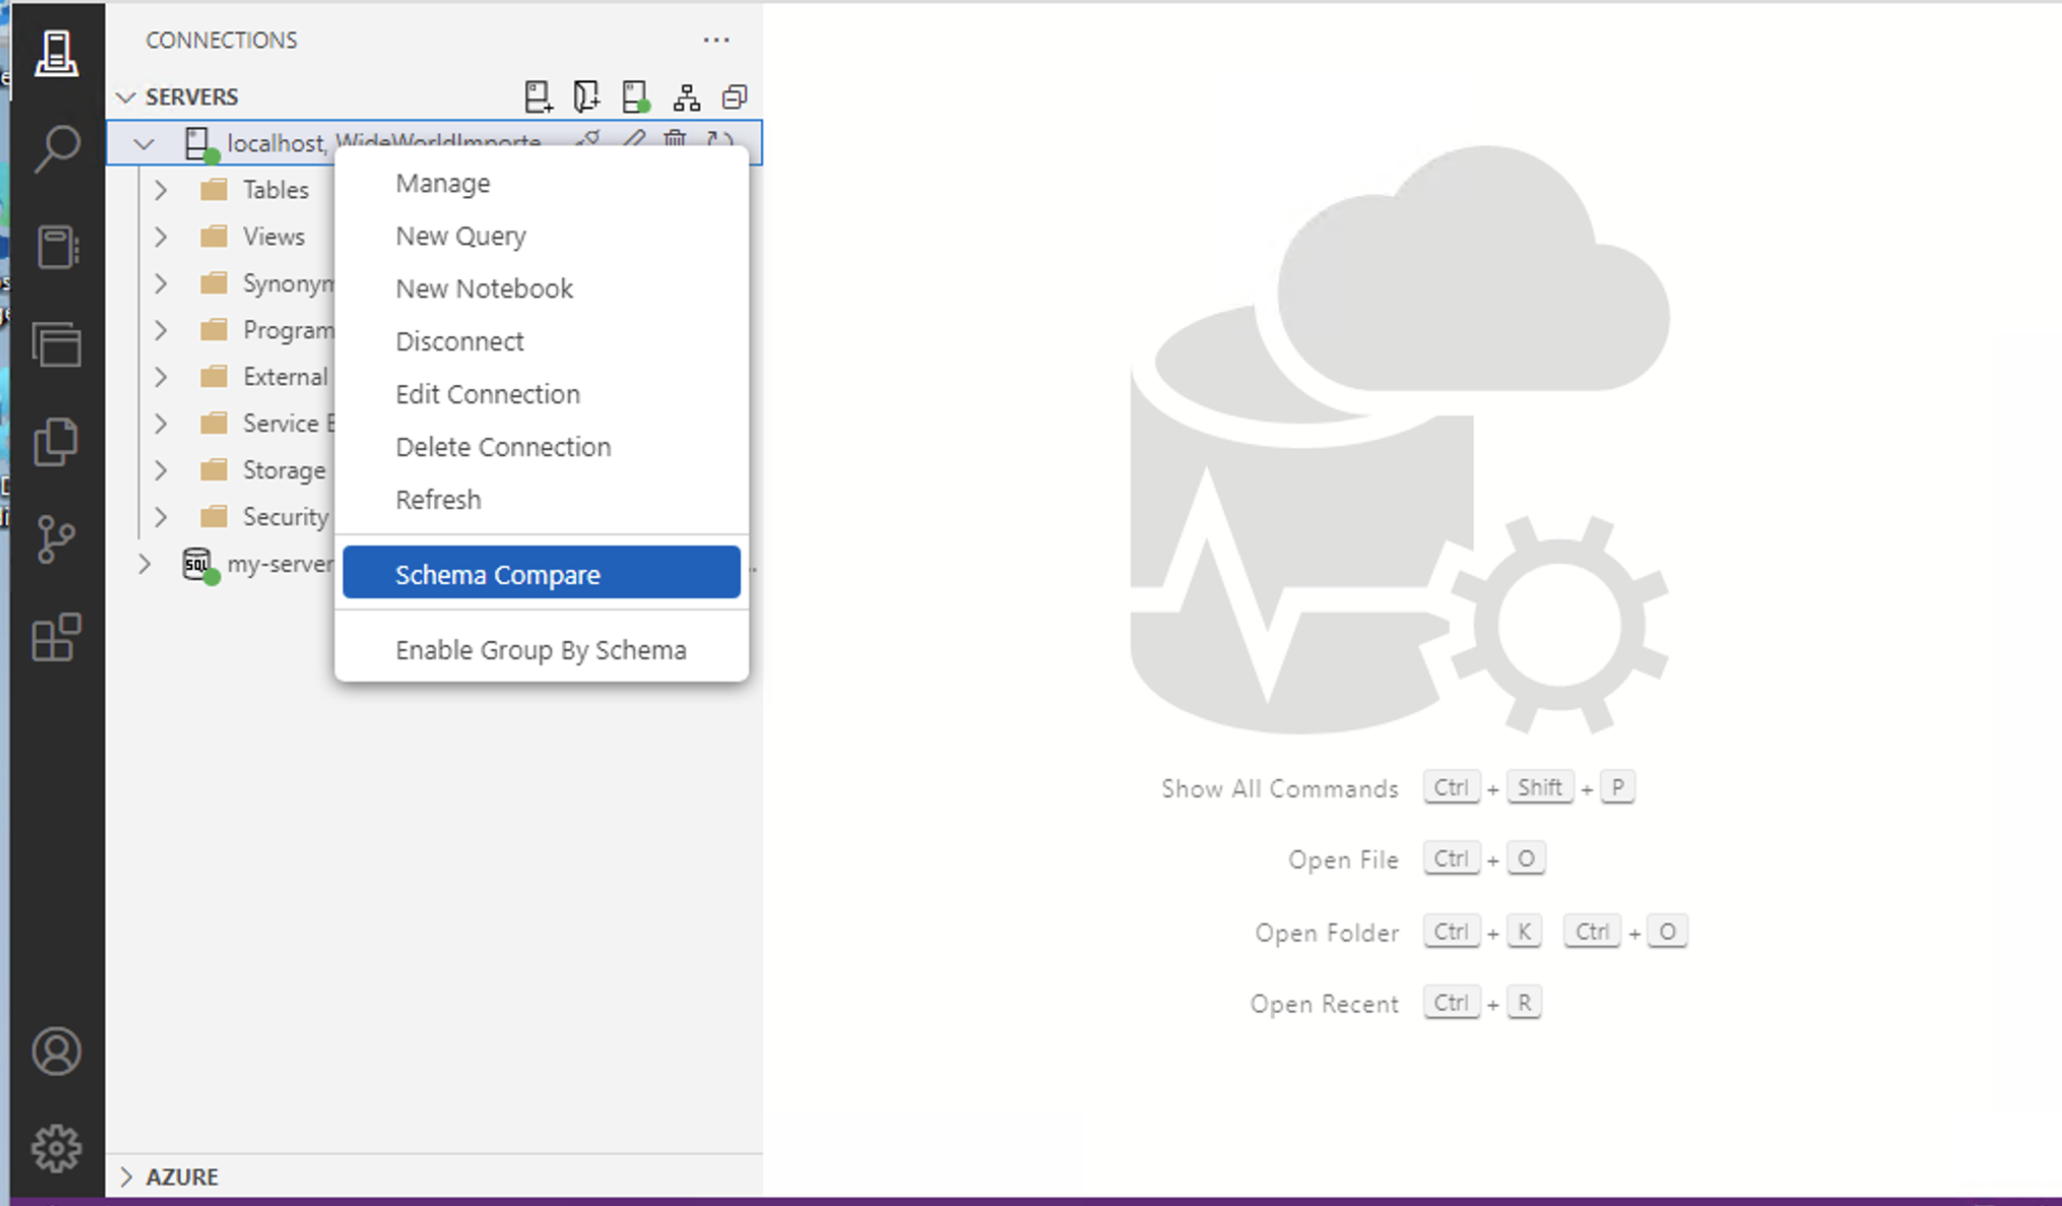 CONNECTIONS
SERVERS
localhost, WideWorldImporte
Tables
Views
Synonym
Program
External
Service
Storage
Security
my-server
Manage
New Query
New Notebook
Disconnect
Edit Connection
Delete Connection
Refresh
Schema Compare
Enable Group By Schema
AZURE
SQL
Show All Commands Ctrl + Shift + P
Open File Ctrl + O
Open Folder Ctrl + K Ctrl + O
Open Recent Ctrl + R